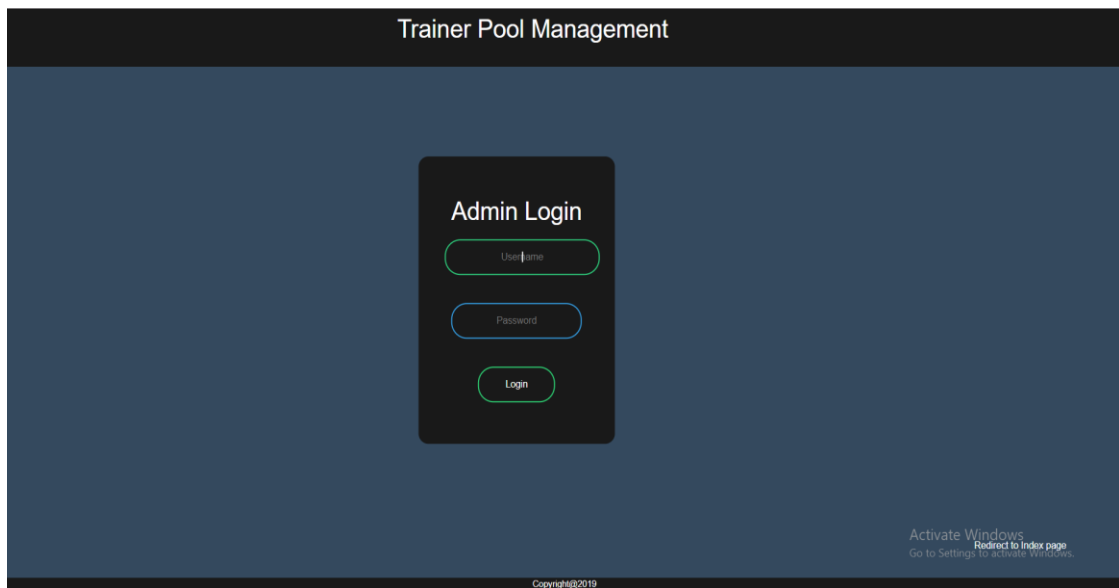 Trainer Pool Management
Admin Login
Username
Password
Login
Activate Windows
Redirect to Index page
Go to Settings to activate Windows.
Copyright@2019